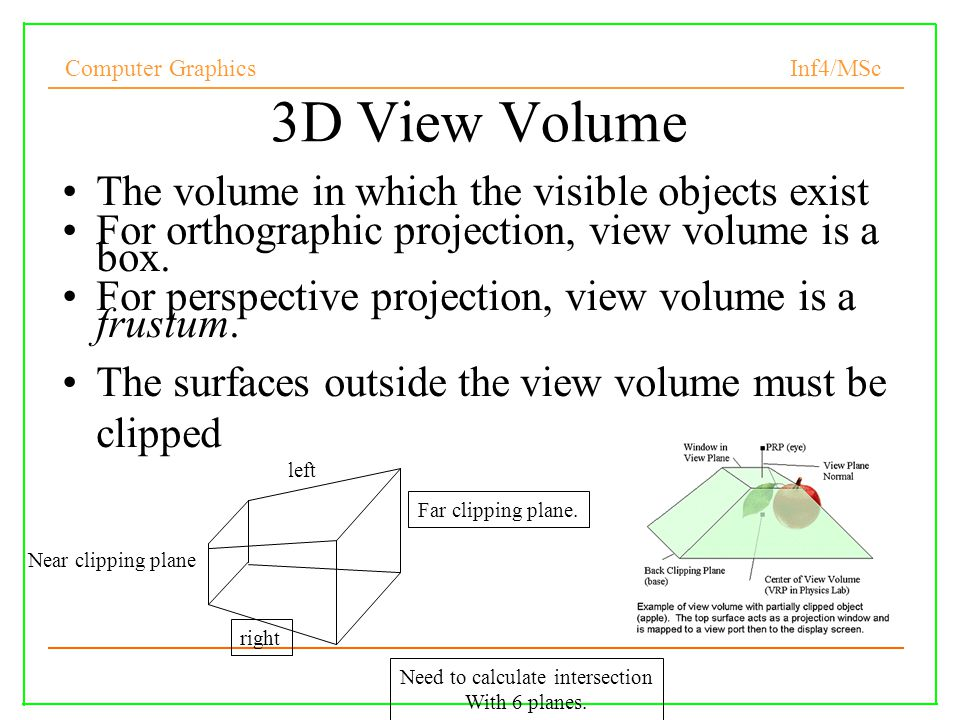 Computer Graphics Inf4/MSc
3D View Volume
• The volume in which the visible objects exist
• For orthographic projection, view volume is a
box.
• For perspective projection, view volume is a
frustum.
• The surfaces outside the view volume must be
clipped
left
Far clipping plane.
Near clipping plane
right
Need to calculate intersection
With 6 planes.
Window in
View Plane
PRP (eye)
View Plane
Normal
Back Clipping Plane
(base)
Center of View Volume
(VRP in Physics Lab)
Example of view volume with partially clipped object
(apple). The top surface acts as a projection window and
is mapped to a view port then to the display screen.